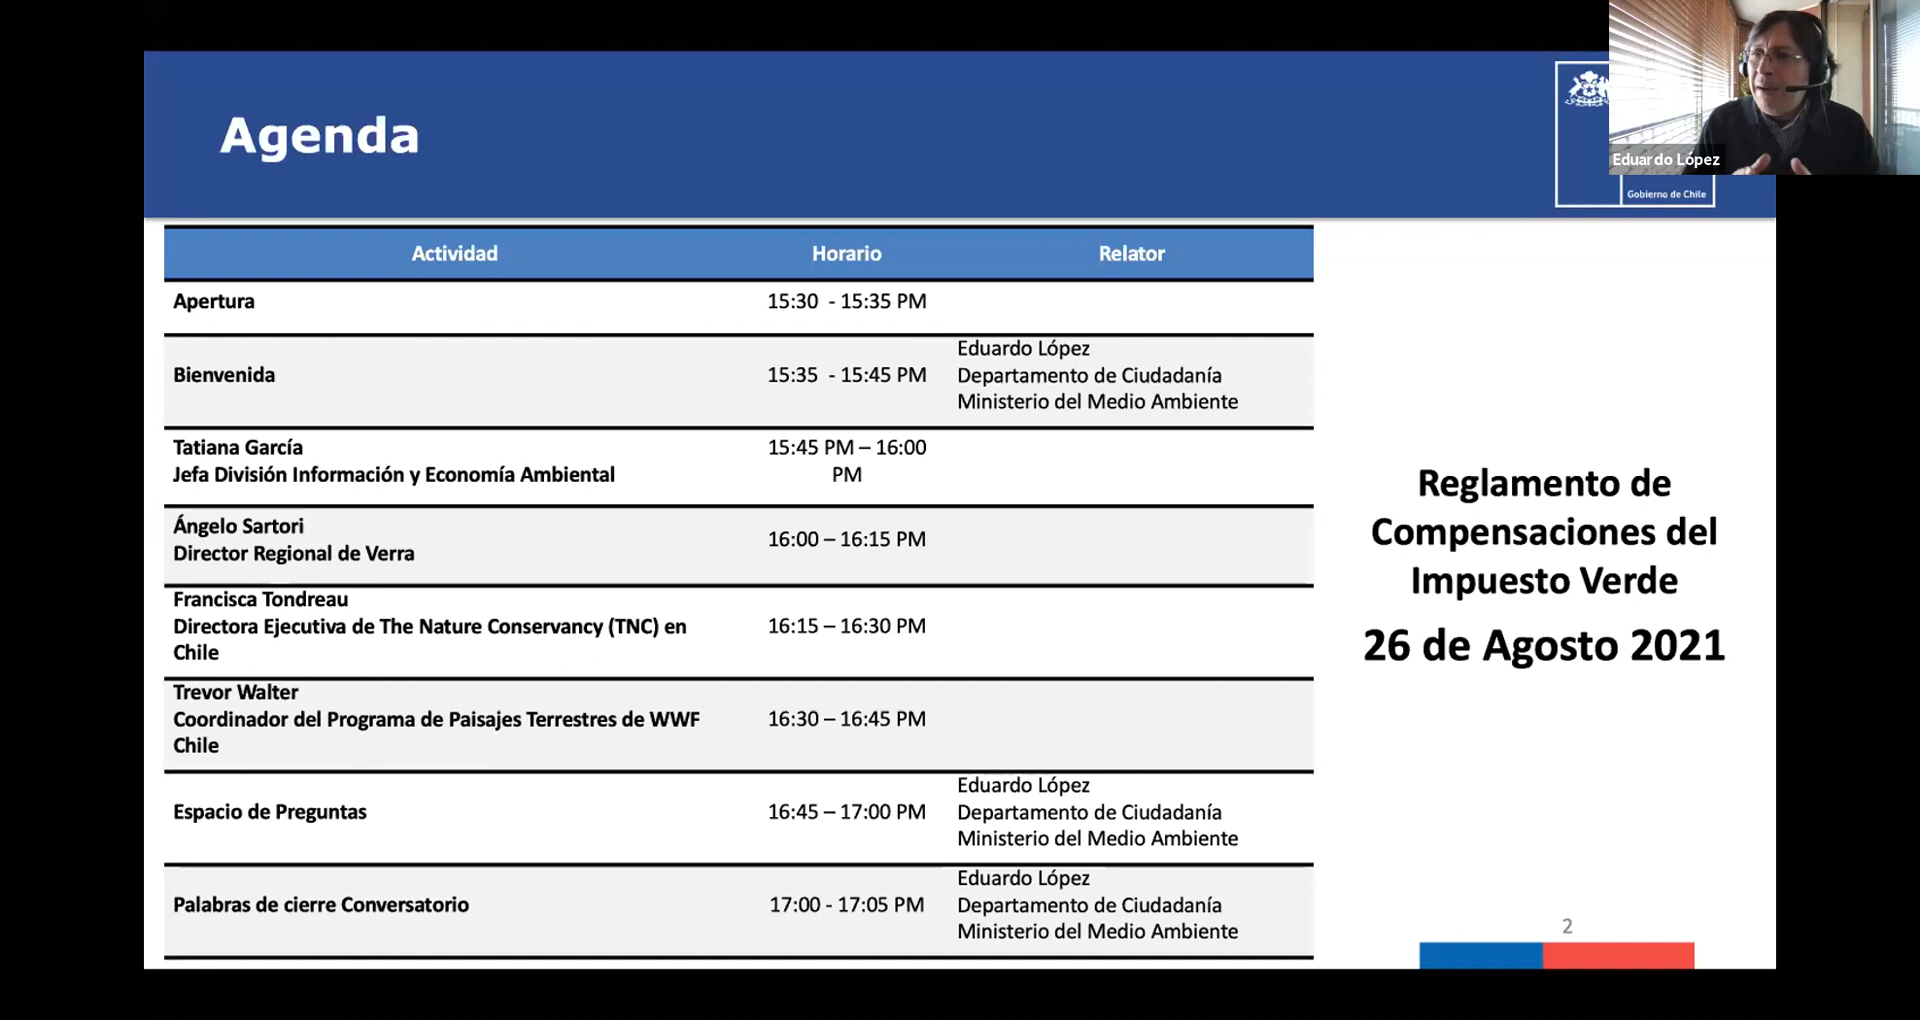 Agenda
Eduardo López
Gobierno de Chile
Actividad Horario Relator
Apertura 15:30 - 15:35 PM
Bienvenida 15:35 - 15:45 PM Eduardo López
Departamento de Ciudadanía
Ministerio del Medio Ambiente
Tatiana García
Jefa División Información y Economía Ambiental
15:45 PM – 16:00
PM
Ángelo Sartori
Director Regional de Verra
16:00 – 16:15 PM
Francisca Tondreau
Directora Ejecutiva de The Nature Conservancy (TNC) en
Chile
16:15 – 16:30 PM
Trevor Walter
Coordinador del Programa de Paisajes Terrestres de WWF
Chile
16:30 – 16:45 PM
Espacio de Preguntas 16:45 – 17:00 PM Eduardo López
Departamento de Ciudadanía
Ministerio del Medio Ambiente
Palabras de cierre Conversatorio 17:00 - 17:05 PM Eduardo López
Departamento de Ciudadanía
Ministerio del Medio Ambiente
Reglamento de
Compensaciones del
Impuesto Verde
26 de Agosto 2021
2